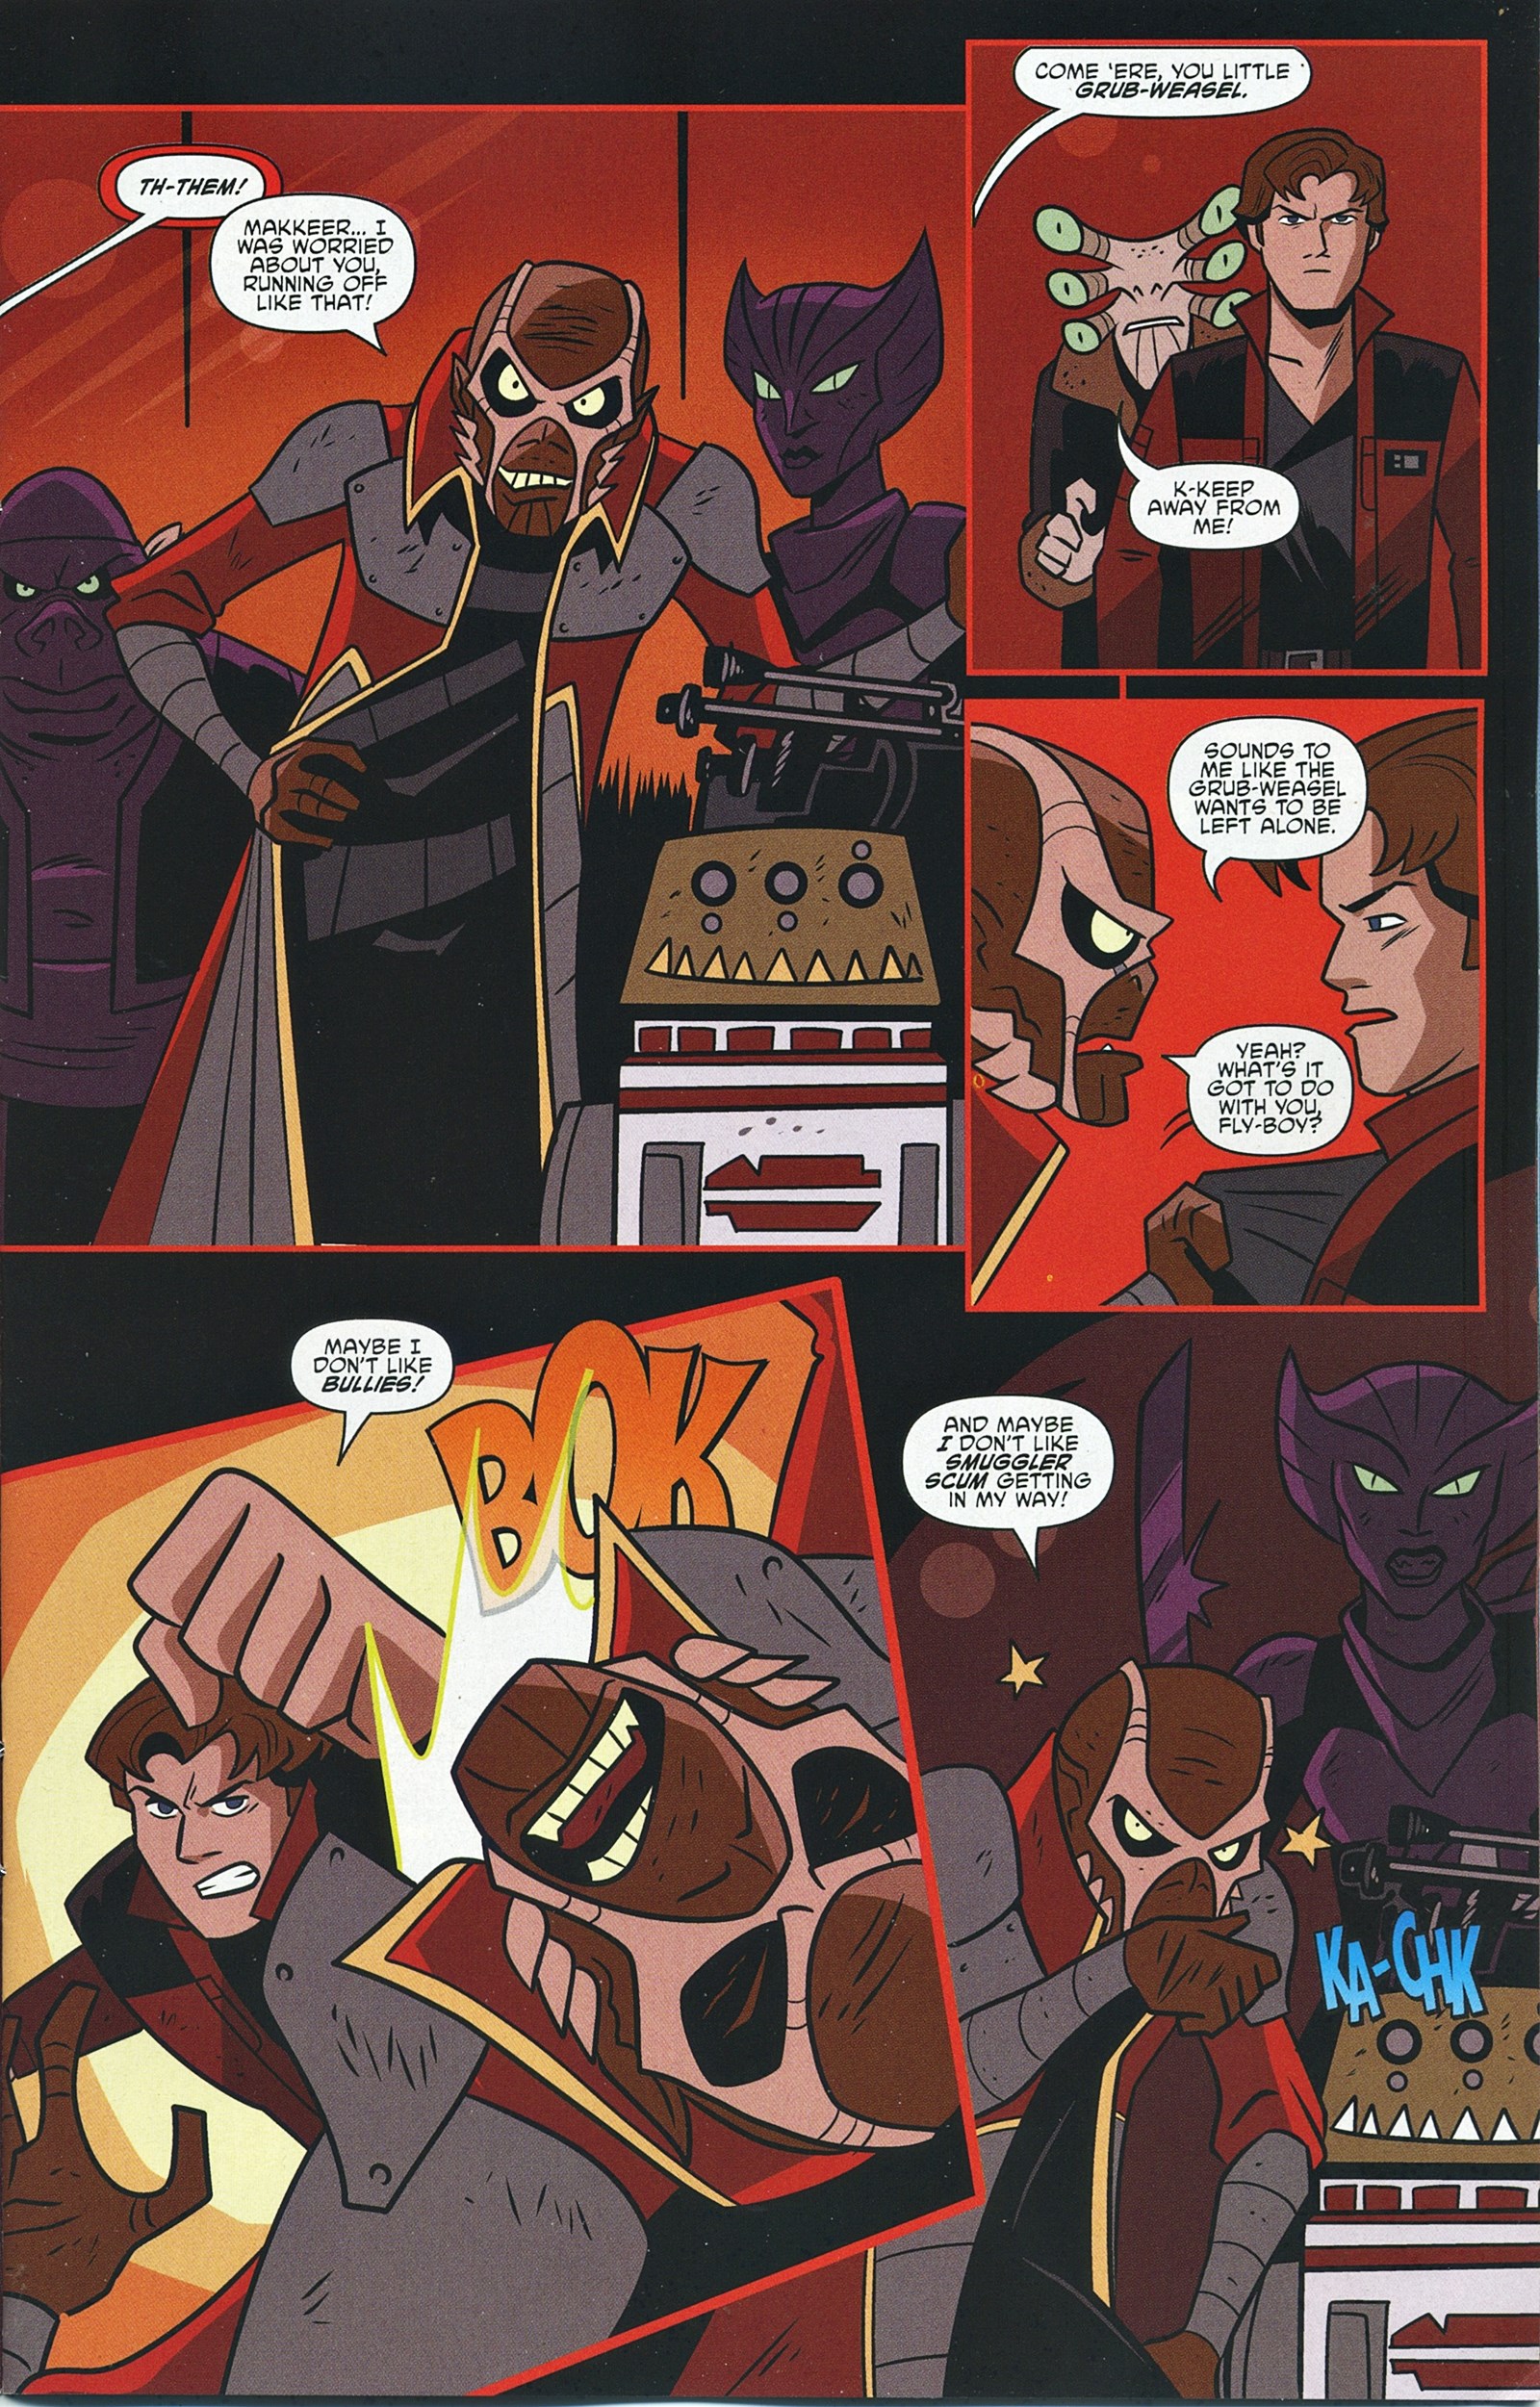 TH-THEM!
MAKKEER... I
WAS WORRIED
ABOUT YOU,
RUNNING OFF
LIKE THAT!
COME 'ERE, YOU LITTLE
GRUB-WEASEL.
K-KEEP
AWAY FROM
ME!
SOUNDS TO
ME LIKE THE
GRUB-WEASEL
WANTS TO BE
LEFT ALONE.
YEAH?
WHAT'S IT
GOT TO DO
WITH YOU,
FLY-BOY?
MAYBE I
DON'T LIKE
BULLIES!
BOK
AND MAYBE
I DON'T LIKE
SMUGGLER
SCUM GETTING
IN MY WAY!
KA-CHK